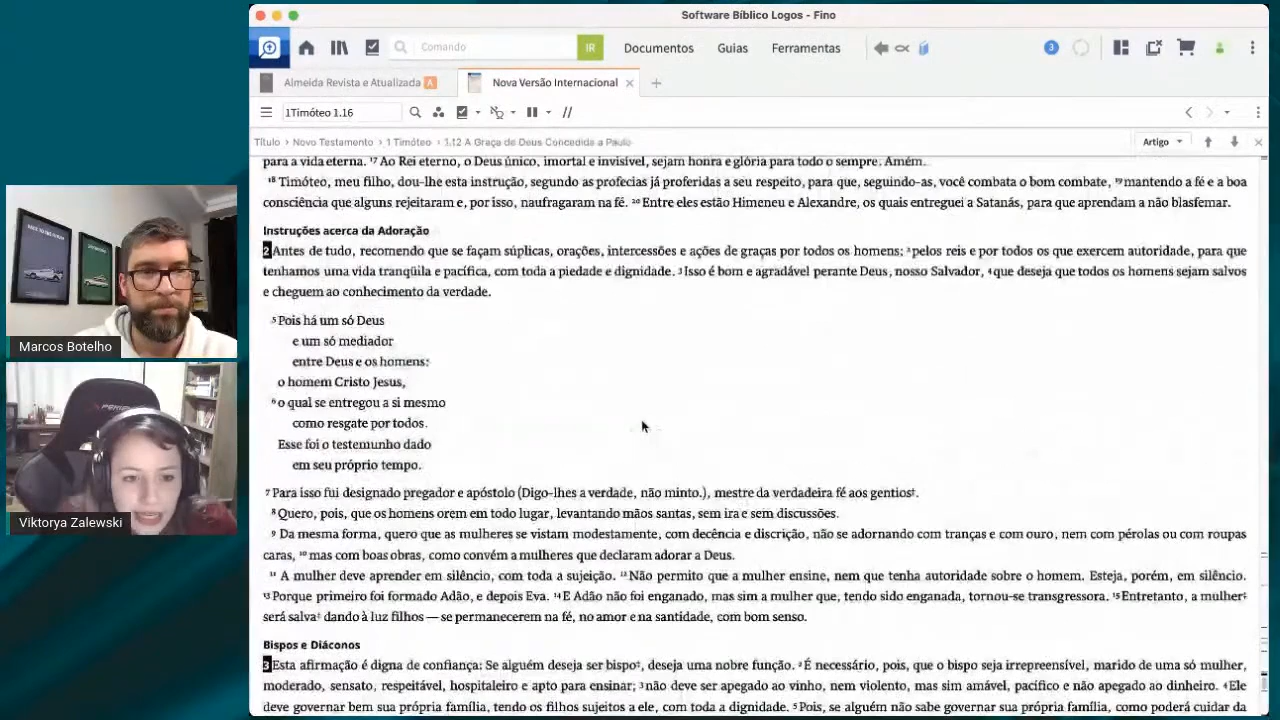 Software Bíblico Logos - Fino
Comando
IR
Documentos
Guias
Ferramentas
3
Almeida Revista e Atualizada A
Nova Versão Internacional
1Timóteo 1.16
Título > Novo Testamento > 1 Timóteo > 1.12 A Graça de Deus Concedida a Paulo
Artigo
para a vida eterna. 17 Ao Rei eterno, o Deus único, imortal e invisível, sejam honra e glória para todo o sempre. Amém.
18 Timóteo, meu filho, dou-lhe esta instrução, segundo as profecias já proferidas a seu respeito, para que, seguindo-as, você combata o bom combate, 19 mantendo a fé e a boa
consciência que alguns rejeitaram e, por isso, naufragaram na fé. 20 Entre eles estão Himeneu e Alexandre, os quais entreguei a Satanás, para que aprendam a não blasfemar.
Instruções acerca da Adoração
2 Antes de tudo, recomendo que se façam súplicas, orações, intercessões e ações de graças por todos os homens; 2 pelos reis e por todos os que exercem autoridade, para que
tenhamos uma vida tranqüila e pacífica, com toda a piedade e dignidade. 3 Isso é bom e agradável perante Deus, nosso Salvador, 4 que deseja que todos os homens sejam salvos
e cheguem ao conhecimento da verdade.
5 Pois há um só Deus
e um só mediador
entre Deus e os homens:
o homem Cristo Jesus,
6 o qual se entregou a si mesmo
como resgate por todos.
Esse foi o testemunho dado
em seu próprio tempo.
7 Para isso fui designado pregador e apóstolo (Digo-lhes a verdade, não minto.), mestre da verdadeira fé aos gentios†.
8 Quero, pois, que os homens orem em todo lugar, levantando mãos santas, sem ira e sem discussões.
9 Da mesma forma, quero que as mulheres se vistam modestamente, com decência e discrição, não se adornando com tranças e com ouro, nem com pérolas ou com roupas
caras, 10 mas com boas obras, como convém a mulheres que declaram adorar a Deus.
11 A mulher deve aprender em silêncio, com toda a sujeição. 12 Não permito que a mulher ensine, nem que tenha autoridade sobre o homem. Esteja, porém, em silêncio.
13 Porque primeiro foi formado Adão, e depois Eva. 14 E Adão não foi enganado, mas sim a mulher que, tendo sido enganada, tornou-se transgressora. 15 Entretanto, a mulher‡
será salva‡ dando à luz filhos — se permanecerem na fé, no amor e na santidade, com bom senso.
Bispos e Diáconos
3 Esta afirmação é digna de confiança: Se alguém deseja ser bispo‡, deseja uma nobre função. 2 É necessário, pois, que o bispo seja irrepreensível, marido de uma só mulher,
moderado, sensato, respeitável, hospitaleiro e apto para ensinar; 3 não deve ser apegado ao vinho, nem violento, mas sim amável, pacífico e não apegado ao dinheiro. 4 Ele
deve governar bem sua própria família, tendo os filhos sujeitos a ele, com toda a dignidade. 5 Pois, se alguém não sabe governar sua própria família, como poderá cuidar da
Marcos Botelho
Viktorya Zalewski